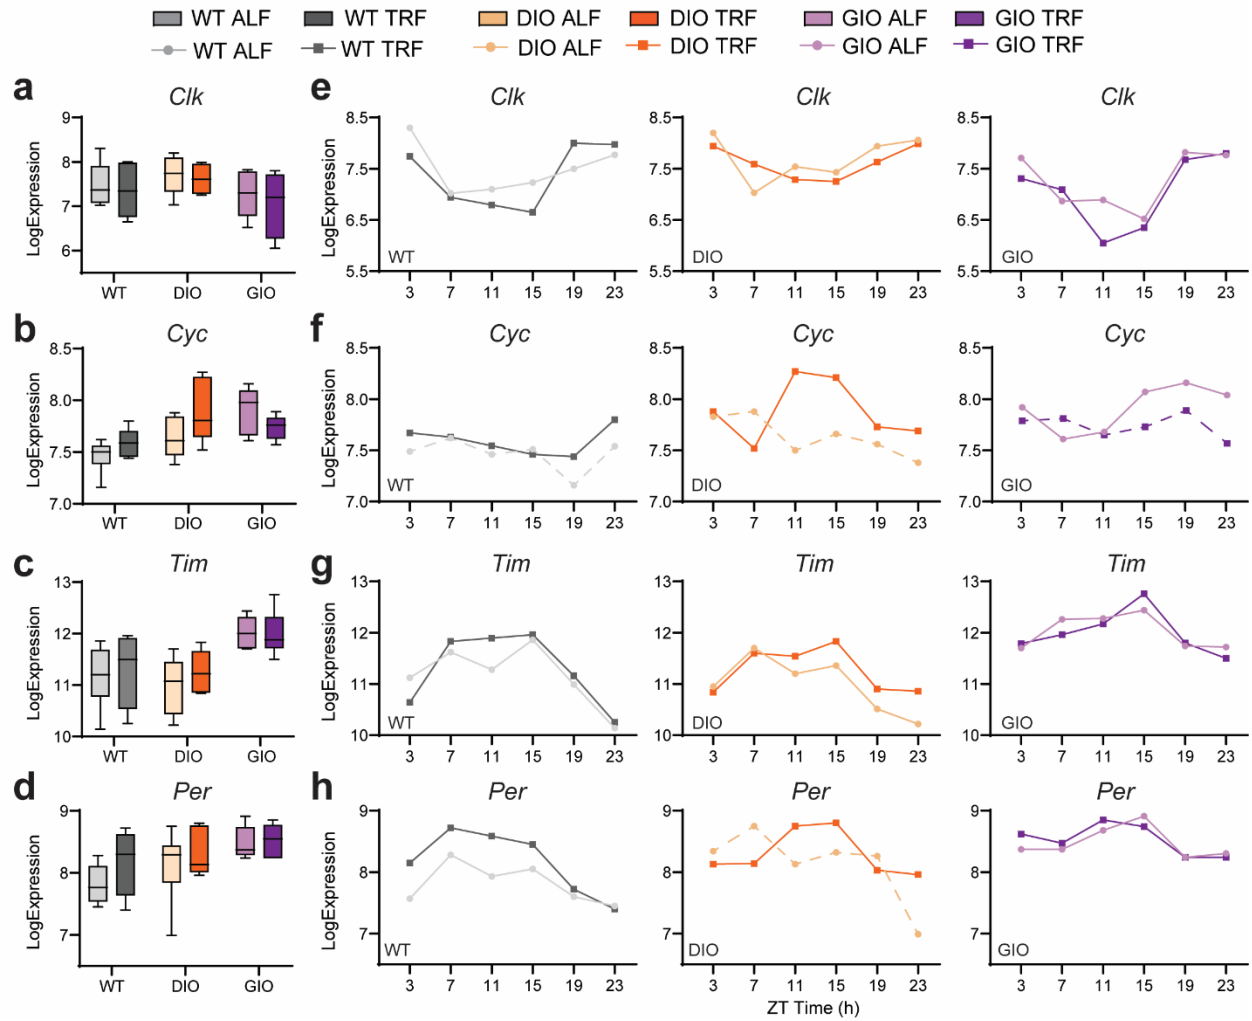 WT ALF WT TRF DIO ALF DIO TRF GIO ALF GIO TRF
WT ALF WT TRF DIO ALF DIO TRF GIO ALF GIO TRF
a Clk
LogExpression
9
8
7
6
WT DIO GIO
e Clk Clk Clk
LogExpression
8.5
7.5
6.5
5.5
WT
3 7 11 15 19 23
8.5
7.5
6.5
5.5
DIO
3 7 11 15 19 23
8.5
7.5
6.5
5.5
GIO
3 7 11 15 19 23
b Cyc
LogExpression
8.5
8.0
7.5
7.0
WT DIO GIO
f Cyc Cyc Cyc
LogExpression
8.5
8.0
7.5
7.0
WT
3 7 11 15 19 23
8.5
8.0
7.5
7.0
DIO
3 7 11 15 19 23
8.5
8.0
7.5
7.0
GIO
3 7 11 15 19 23
c Tim
LogExpression
13
12
11
10
WT DIO GIO
g Tim Tim Tim
LogExpression
13
12
11
10
WT
3 7 11 15 19 23
13
12
11
10
DIO
3 7 11 15 19 23
13
12
11
10
GIO
3 7 11 15 19 23
d Per
LogExpression
9
8
7
WT DIO GIO
h Per Per Per
LogExpression
9
8
7
WT
3 7 11 15 19 23
9
8
7
DIO
3 7 11 15 19 23
9
8
7
GIO
3 7 11 15 19 23
ZT Time (h)